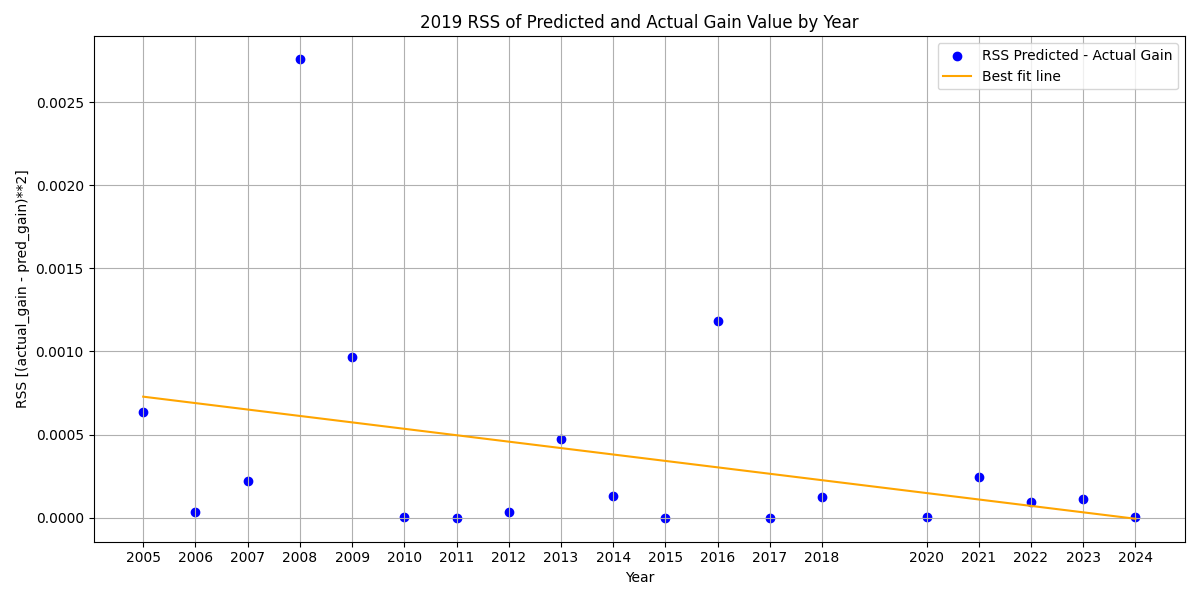 2019 RSS of Predicted and Actual Gain Value by Year
RSS Predicted - Actual Gain
Best fit line
RSS [(actual_gain - pred_gain)**2]
0.0025
0.0020
0.0015
0.0010
0.0005
0.0000
2005 2006 2007 2008 2009 2010 2011 2012 2013 2014 2015 2016 2017 2018 2020 2021 2022 2023 2024
Year